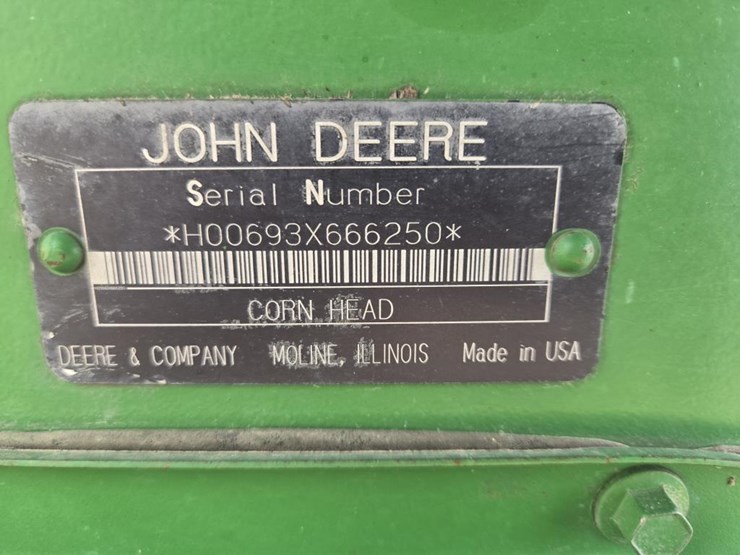 JOHN DEERE
Serial Number
*H00693X666250*
CORN HEAD
DEERE & COMPANY MOLINE, ILLINOIS Made in USA